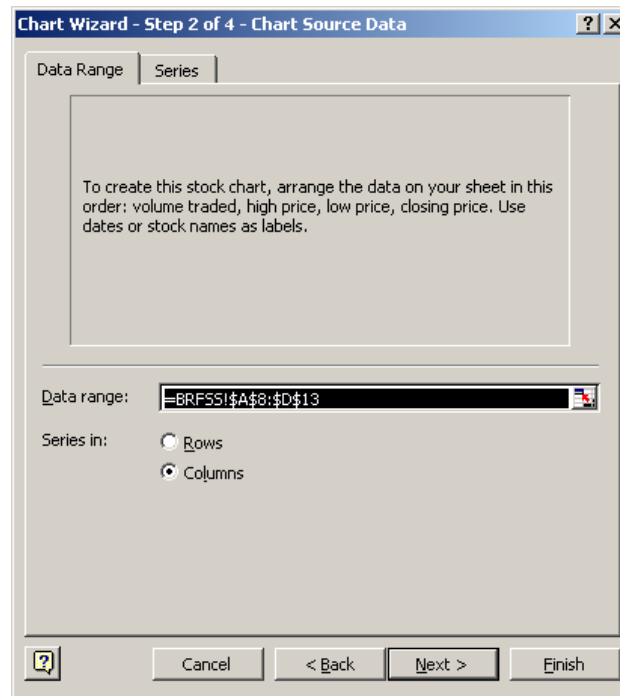 Chart Wizard - Step 2 of 4 - Chart Source Data
Data Range
Series
To create this stock chart, arrange the data on your sheet in this
order: volume traded, high price, low price, closing price. Use
dates or stock names as labels.
Data range:
=BRFSS!$A$8:$D$13
Series in:
Rows
Columns
Cancel
< Back
Next >
Finish